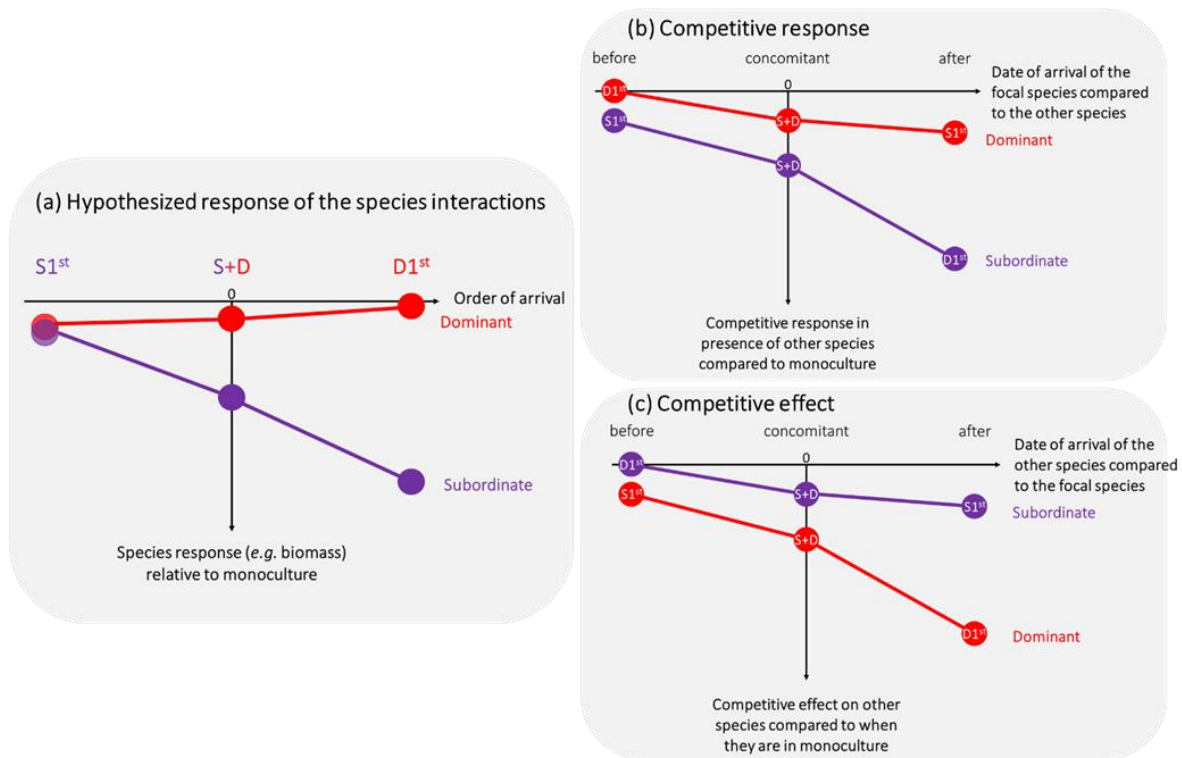 (a) Hypothesized response of the species interactions
S1st
S+D
D1st
0
Order of arrival
Dominant
Subordinate
Species response (e.g. biomass)
relative to monoculture
(b) Competitive response
before
concomitant
after
0
Date of arrival of the
focal species compared
to the other species
D1st
S+D
S1st
Dominant
S1st
S+D
D1st
Subordinate
Competitive response in
presence of other species
compared to monoculture
(c) Competitive effect
before
concomitant
after
0
Date of arrival of the
other species compared
to the focal species
D1st
S+D
S1st
Subordinate
S1st
S+D
D1st
Dominant
Competitive effect on other
species compared to when
they are in monoculture